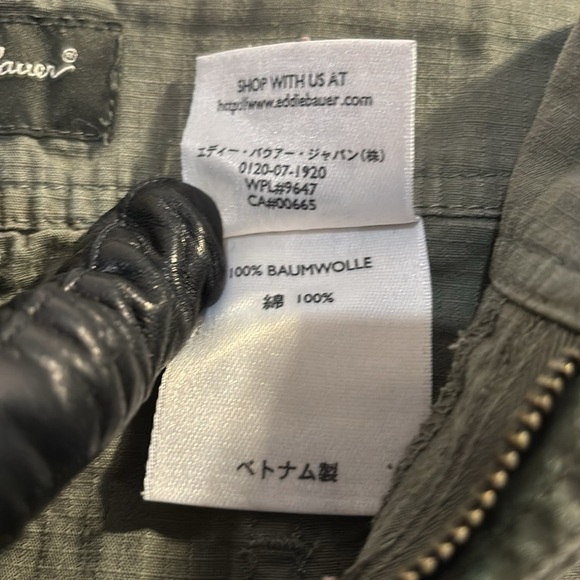 auer®
SHOP WITH US AT
http://www.eddiebauer.com
エディー・バウアー・ジャパン(株)
0120-07-1920
WPL#9647
CA#00665
100% BAUMWOLLE
綿 100%
ベトナム製